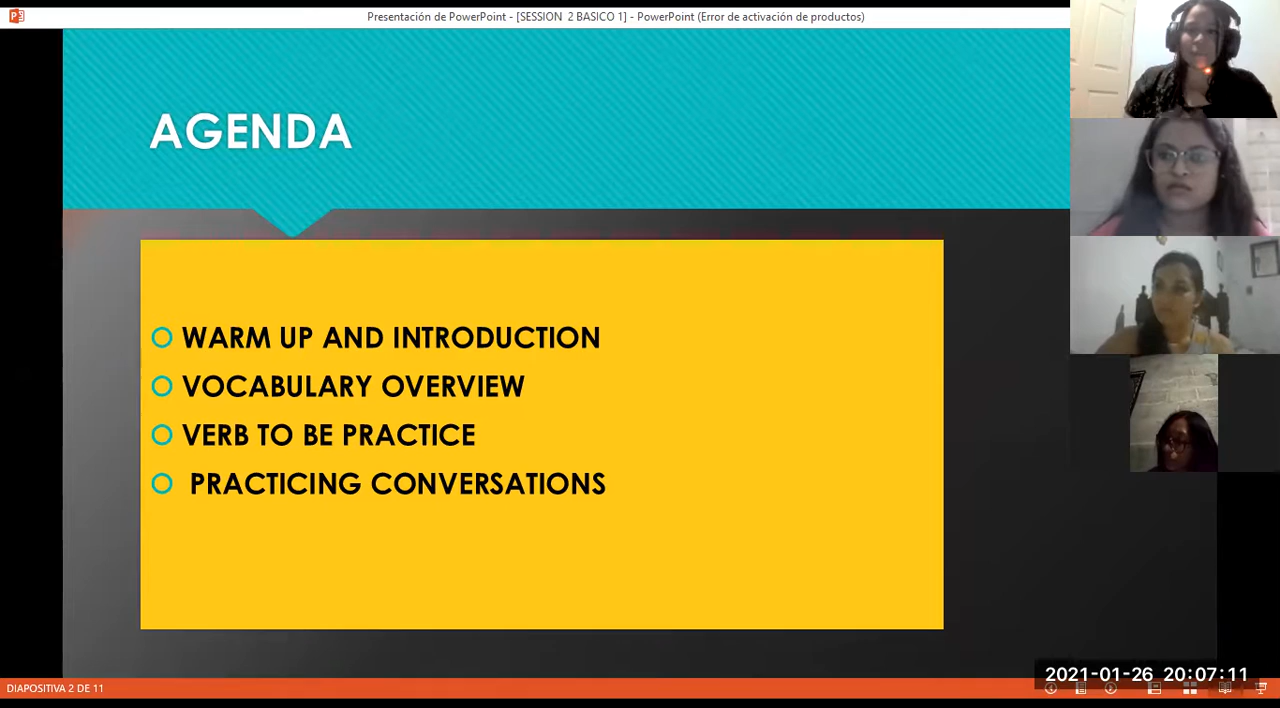 Presentación de PowerPoint - [SESSION  2 BASICO 1] - PowerPoint (Error de activación de productos)
AGENDA
WARM UP AND INTRODUCTION
VOCABULARY OVERVIEW
VERB TO BE PRACTICE
PRACTICING CONVERSATIONS
2021-01-26  20:07:11
DIAPOSITIVA 2 DE 11